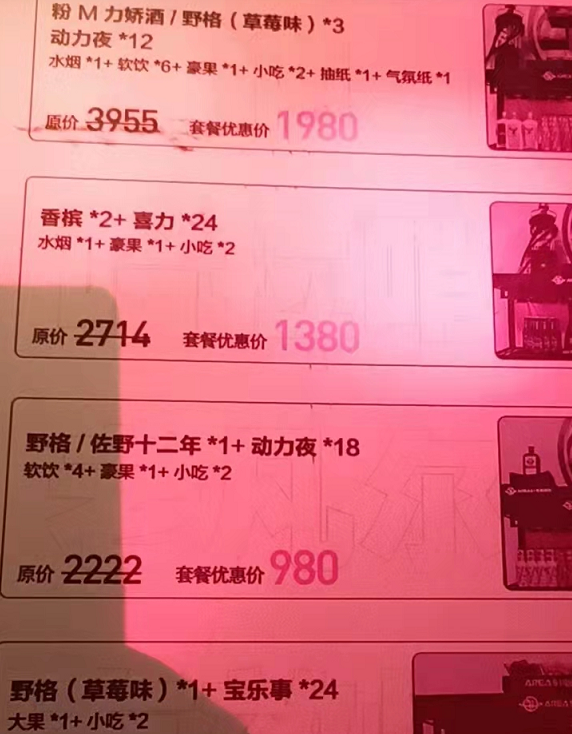 粉 M 力娇酒 / 野格（草莓味）*3
动力夜 *12
水烟 *1+ 软饮 *6+ 豪果 *1+ 小吃 *2+ 抽纸 *1+ 气氛纸 *1
原价 3955 套餐优惠价 1980
香槟 *2+ 喜力 *24
水烟 *1+ 豪果 *1+ 小吃 *2
原价 2714 套餐优惠价 1380
野格 / 佐野十二年 *1+ 动力夜 *18
软饮 *4+ 豪果 *1+ 小吃 *2
原价 2222 套餐优惠价 980
野格（草莓味）*1+ 宝乐事 *24
大果 *1+ 小吃 *2